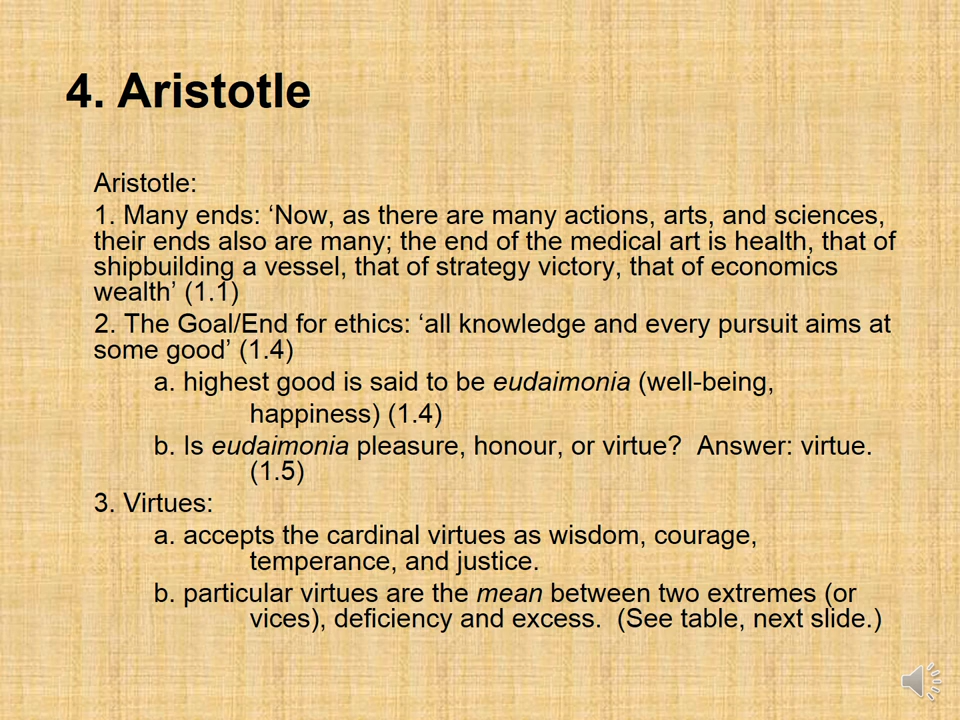 4. Aristotle
Aristotle:
1. Many ends: ‘Now, as there are many actions, arts, and sciences,
their ends also are many; the end of the medical art is health, that of
shipbuilding a vessel, that of strategy victory, that of economics
wealth’ (1.1)
2. The Goal/End for ethics: ‘all knowledge and every pursuit aims at
some good’ (1.4)
a. highest good is said to be eudaimonia (well-being,
happiness) (1.4)
b. Is eudaimonia pleasure, honour, or virtue?  Answer: virtue.
(1.5)
3. Virtues:
a. accepts the cardinal virtues as wisdom, courage,
temperance, and justice.
b. particular virtues are the mean between two extremes (or
vices), deficiency and excess.  (See table, next slide.)